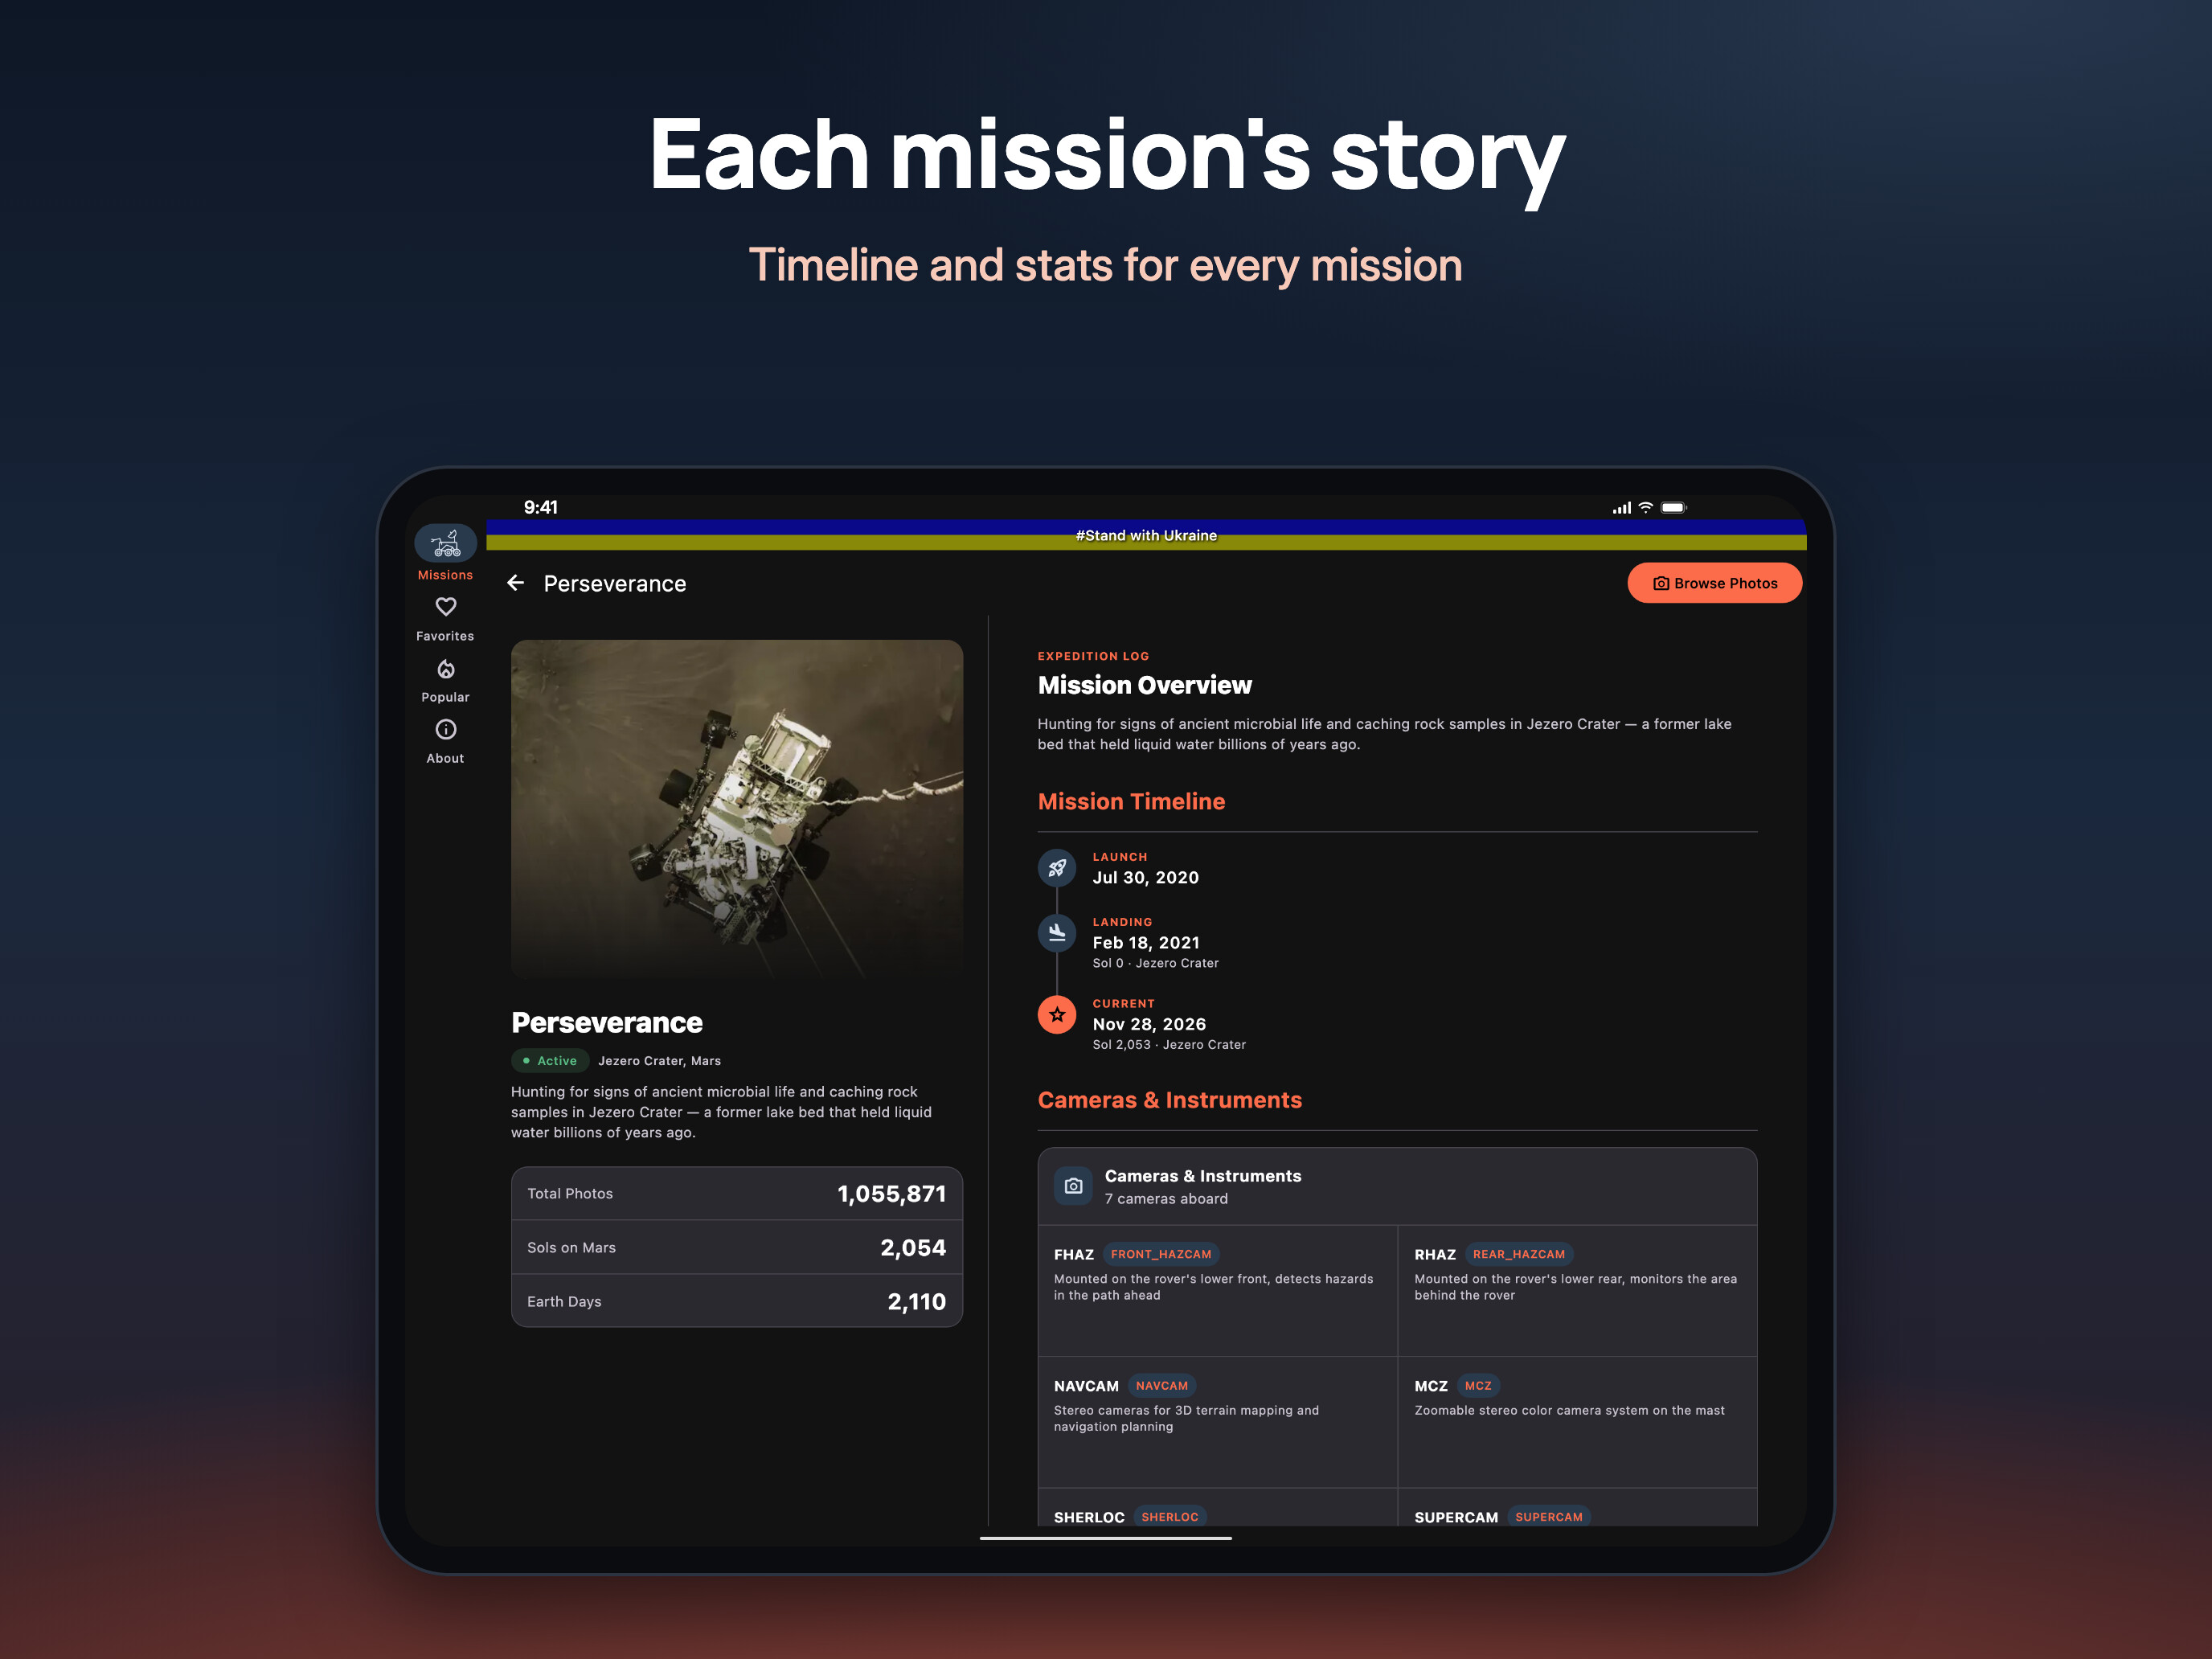 Each mission's story
Timeline and stats for every mission
9:41
#Stand with Ukraine
Missions
Favorites
Popular
About
Perseverance
Browse Photos
Perseverance
Active
Jezero Crater, Mars
Hunting for signs of ancient microbial life and caching rock
samples in Jezero Crater — a former lake bed that held liquid
water billions of years ago.
Total Photos
1,055,871
Sols on Mars
2,054
Earth Days
2,110
EXPEDITION LOG
Mission Overview
Hunting for signs of ancient microbial life and caching rock samples in Jezero Crater — a former lake
bed that held liquid water billions of years ago.
Mission Timeline
LAUNCH
Jul 30, 2020
LANDING
Feb 18, 2021
Sol 0 · Jezero Crater
CURRENT
Nov 28, 2026
Sol 2,053 · Jezero Crater
Cameras & Instruments
Cameras & Instruments
7 cameras aboard
FHAZ FRONT_HAZCAM
Mounted on the rover's lower front, detects hazards
in the path ahead
RHAZ REAR_HAZCAM
Mounted on the rover's lower rear, monitors the area
behind the rover
NAVCAM NAVCAM
Stereo cameras for 3D terrain mapping and
navigation planning
MCZ MCZ
Zoomable stereo color camera system on the mast
SHERLOC SHERLOC
SUPERCAM SUPERCAM